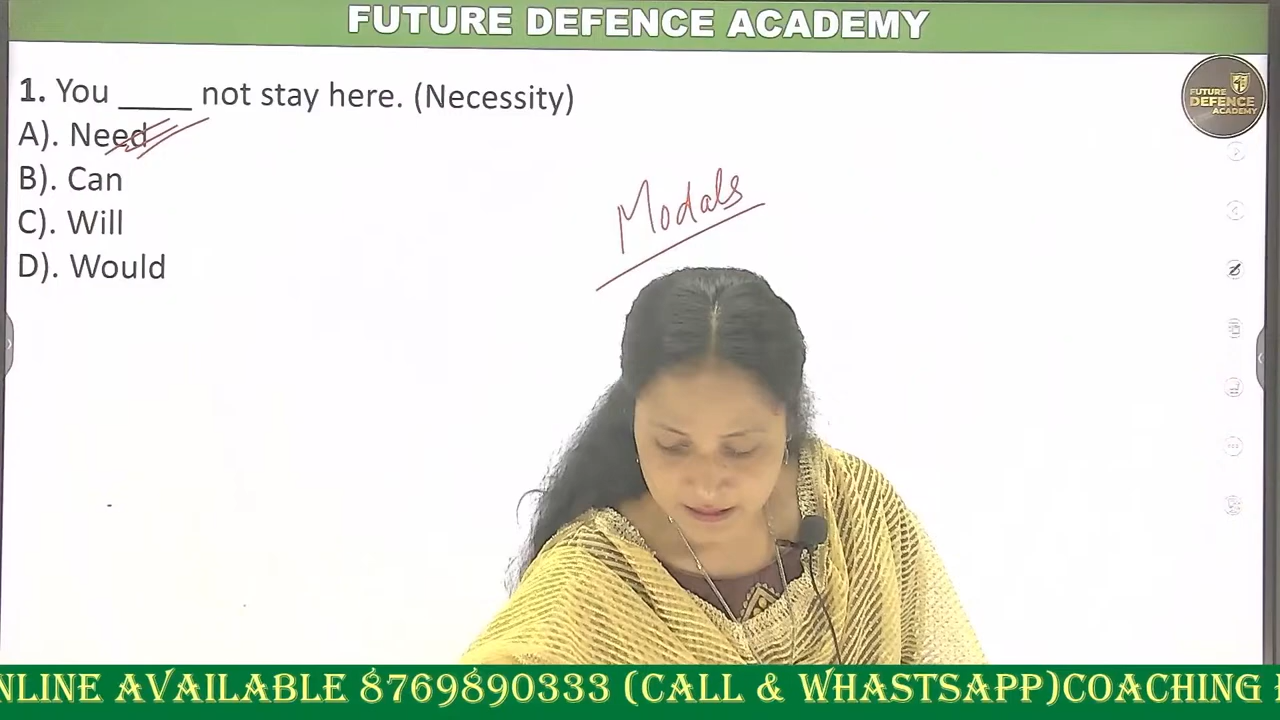 FUTURE DEFENCE ACADEMY
1. You _____ not stay here. (Necessity)
A). Need
B). Can
C). Will
D). Would
Modals
FUTURE
DEFENCE
ACADEMY
NLINE AVAILABLE 8769890333 (CALL & WHASTSAPP)COACHING